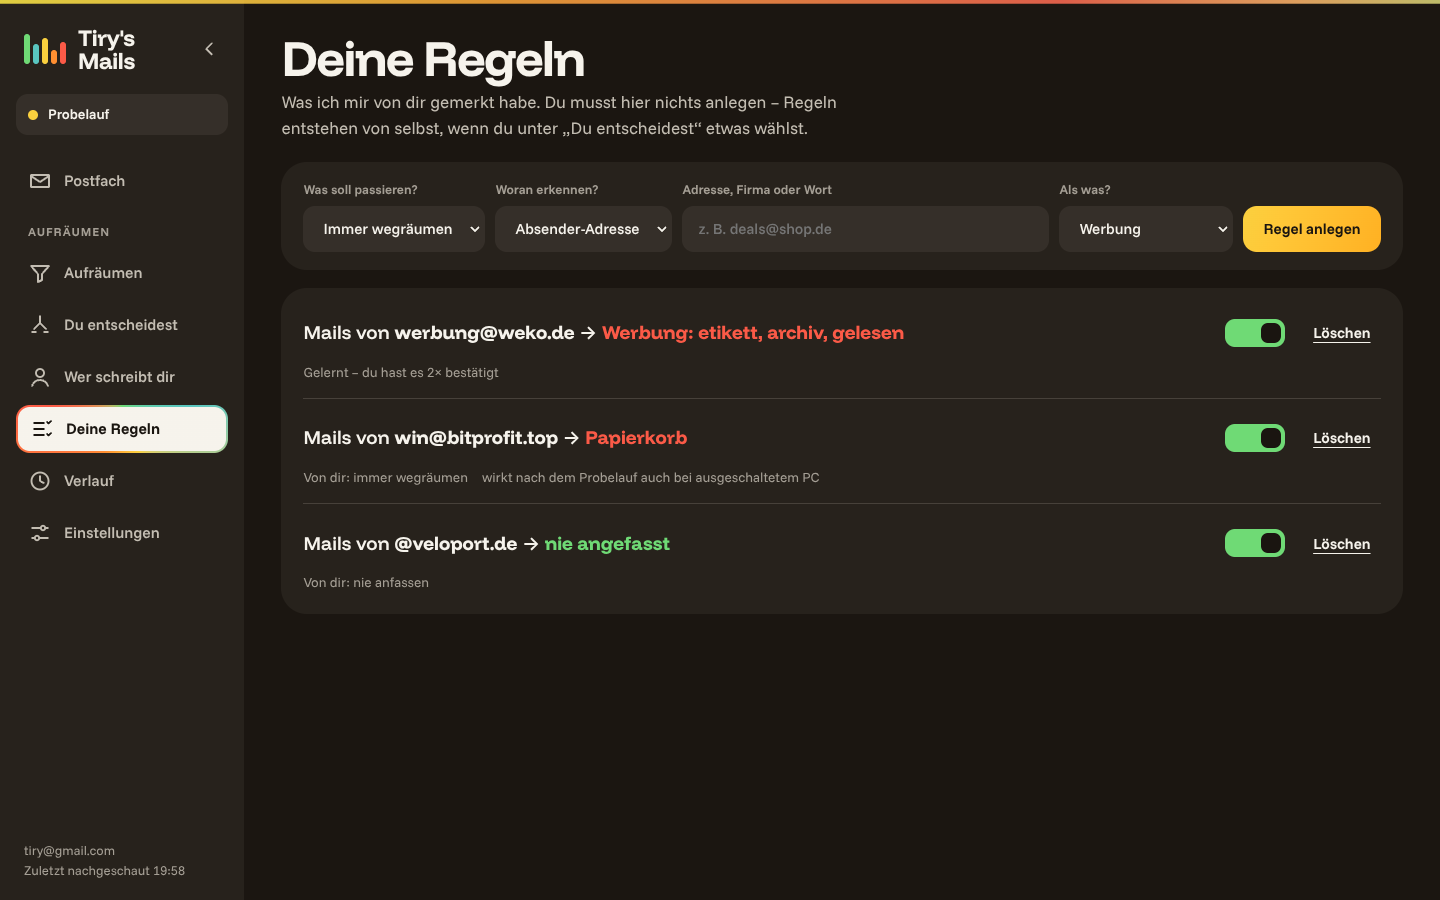 Tiry's
Mails
Probelauf
Postfach
AUFRÄUMEN
Aufräumen
Du entscheidest
Wer schreibt dir
Deine Regeln
Verlauf
Einstellungen
tiry@gmail.com
Zuletzt nachgeschaut 19:58
Deine Regeln
Was ich mir von dir gemerkt habe. Du musst hier nichts anlegen – Regeln
entstehen von selbst, wenn du unter „Du entscheidest“ etwas wählst.
Was soll passieren?
Immer wegräumen
Woran erkennen?
Absender-Adresse
Adresse, Firma oder Wort
z. B. deals@shop.de
Als was?
Werbung
Regel anlegen
Mails von werbung@weko.de → Werbung: etikett, archiv, gelesen
Löschen
Gelernt – du hast es 2× bestätigt
Mails von win@bitprofit.top → Papierkorb
Löschen
Von dir: immer wegräumen wirkt nach dem Probelauf auch bei ausgeschaltetem PC
Mails von @veloport.de → nie angefasst
Löschen
Von dir: nie anfassen